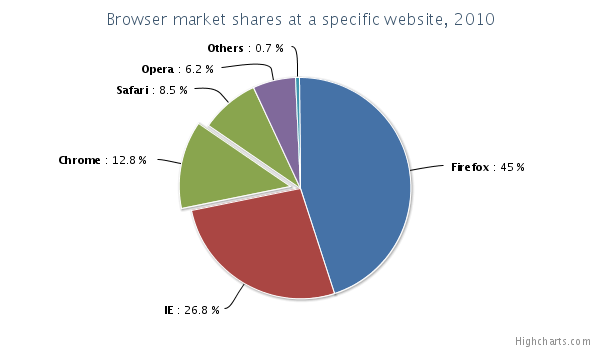 Browser market shares at a specific website, 2010
Others : 0.7 %
Opera : 6.2 %
Safari : 8.5 %
Chrome : 12.8 %
Firefox : 45 %
IE : 26.8 %
Highcharts.com